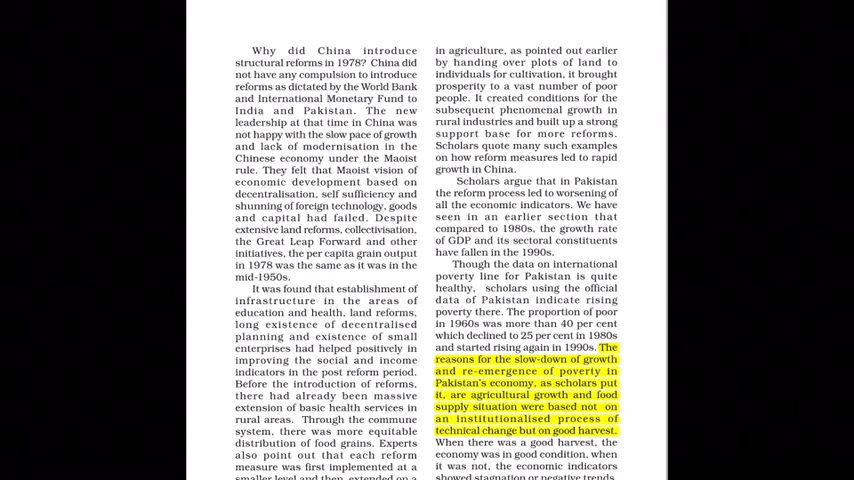 Why did China introduce
structural reforms in 1978? China did
not have any compulsion to introduce
reforms as dictated by the World Bank
and International Monetary Fund to
India and Pakistan. The new
leadership at that time in China was
not happy with the slow pace of growth
and lack of modernisation in the
Chinese economy under the Maoist
rule. They felt that Maoist vision of
economic development based on
decentralisation, self sufficiency and
shunning of foreign technology, goods
and capital had failed. Despite
extensive land reforms, collectivisation,
the Great Leap Forward and other
initiatives, the per capita grain output
in 1978 was the same as it was in the
mid-1950s.
It was found that establishment of
infrastructure in the areas of
education and health, land reforms,
long existence of decentralised
planning and existence of small
enterprises had helped positively in
improving the social and income
indicators in the post reform period.
Before the introduction of reforms,
there had already been massive
extension of basic health services in
rural areas. Through the commune
system, there was more equitable
distribution of food grains. Experts
also point out that each reform
measure was first implemented at a
smaller level and then extended on a
in agriculture, as pointed out earlier
by handing over plots of land to
individuals for cultivation, it brought
prosperity to a vast number of poor
people. It created conditions for the
subsequent phenomenal growth in
rural industries and built up a strong
support base for more reforms.
Scholars quote many such examples
on how reform measures led to rapid
growth in China.
Scholars argue that in Pakistan
the reform process led to worsening of
all the economic indicators. We have
seen in an earlier section that
compared to 1980s, the growth rate
of GDP and its sectoral constituents
have fallen in the 1990s.
Though the data on international
poverty line for Pakistan is quite
healthy, scholars using the official
data of Pakistan indicate rising
poverty there. The proportion of poor
in 1960s was more than 40 per cent
which declined to 25 per cent in 1980s
and started rising again in 1990s. The
reasons for the slow-down of growth
and re-emergence of poverty in
Pakistan's economy, as scholars put
it, are agricultural growth and food
supply situation were based not on
an institutionalised process of
technical change but on good harvest.
When there was a good harvest, the
economy was in good condition, when
it was not, the economic indicators
showed stagnation or negative trends.